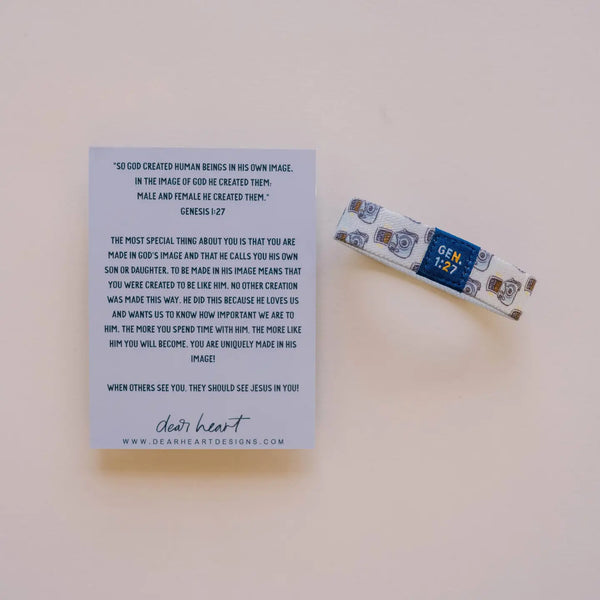 "SO GOD CREATED HUMAN BEINGS IN HIS OWN IMAGE.
IN THE IMAGE OF GOD HE CREATED THEM;
MALE AND FEMALE HE CREATED THEM."
GENESIS 1:27
THE MOST SPECIAL THING ABOUT YOU IS THAT YOU ARE
MADE IN GOD'S IMAGE AND THAT HE CALLS YOU HIS OWN
SON OR DAUGHTER. TO BE MADE IN HIS IMAGE MEANS THAT
YOU WERE CREATED TO BE LIKE HIM. NO OTHER CREATION
WAS MADE THIS WAY. HE DID THIS BECAUSE HE LOVES US
AND WANTS US TO KNOW HOW IMPORTANT WE ARE TO
HIM. THE MORE YOU SPEND TIME WITH HIM, THE MORE LIKE
HIM YOU WILL BECOME. YOU ARE UNIQUELY MADE IN HIS
IMAGE!
WHEN OTHERS SEE YOU, THEY SHOULD SEE JESUS IN YOU!
dear heart
WWW.DEARHEARTDESIGNS.COM
GEN.
1:27